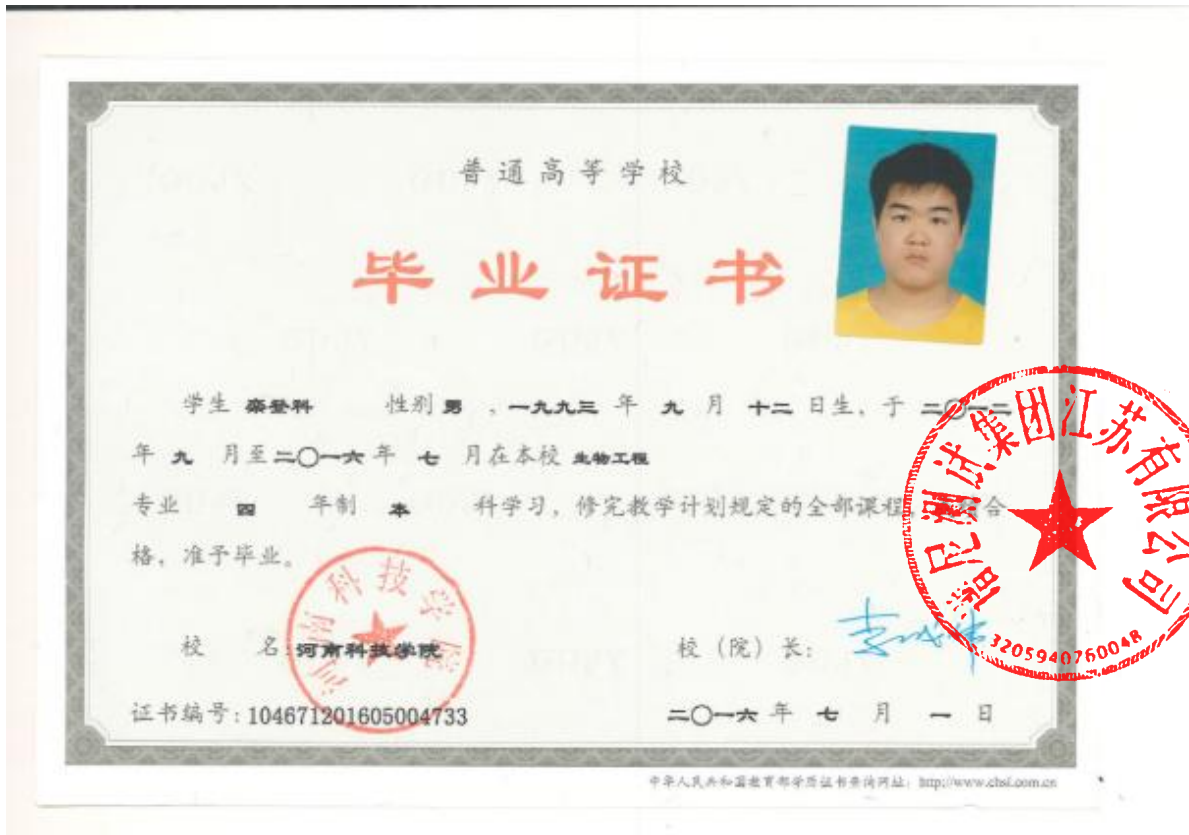 普通高等学校
毕业证书
学生 栾登科 性别 男 ，一九九三 年 九 月 十二 日生，于 二〇一二
年 九 月至二〇一六 年 七 月在本校 生物工程
专业 四 年制 本 科学习，修完教学计划规定的全部课程，成绩合
格，准予毕业。
校 名：河南科技学院
校（院）长：
证书编号：104671201605004733
二〇一六 年 七 月 一 日
中华人民共和国教育部学历证书查询网址：http://www.chsi.com.cn
河南科技学院
测试集团江苏有限公司
3205940760048